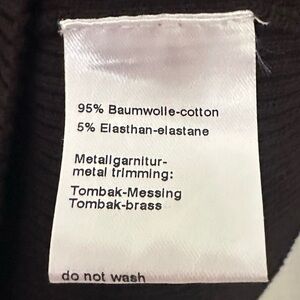 95% Baumwolle-cotton
5% Elasthan-elastane
Metallgarnitur-
metal trimming:
Tombak-Messing
Tombak-brass
do not wash